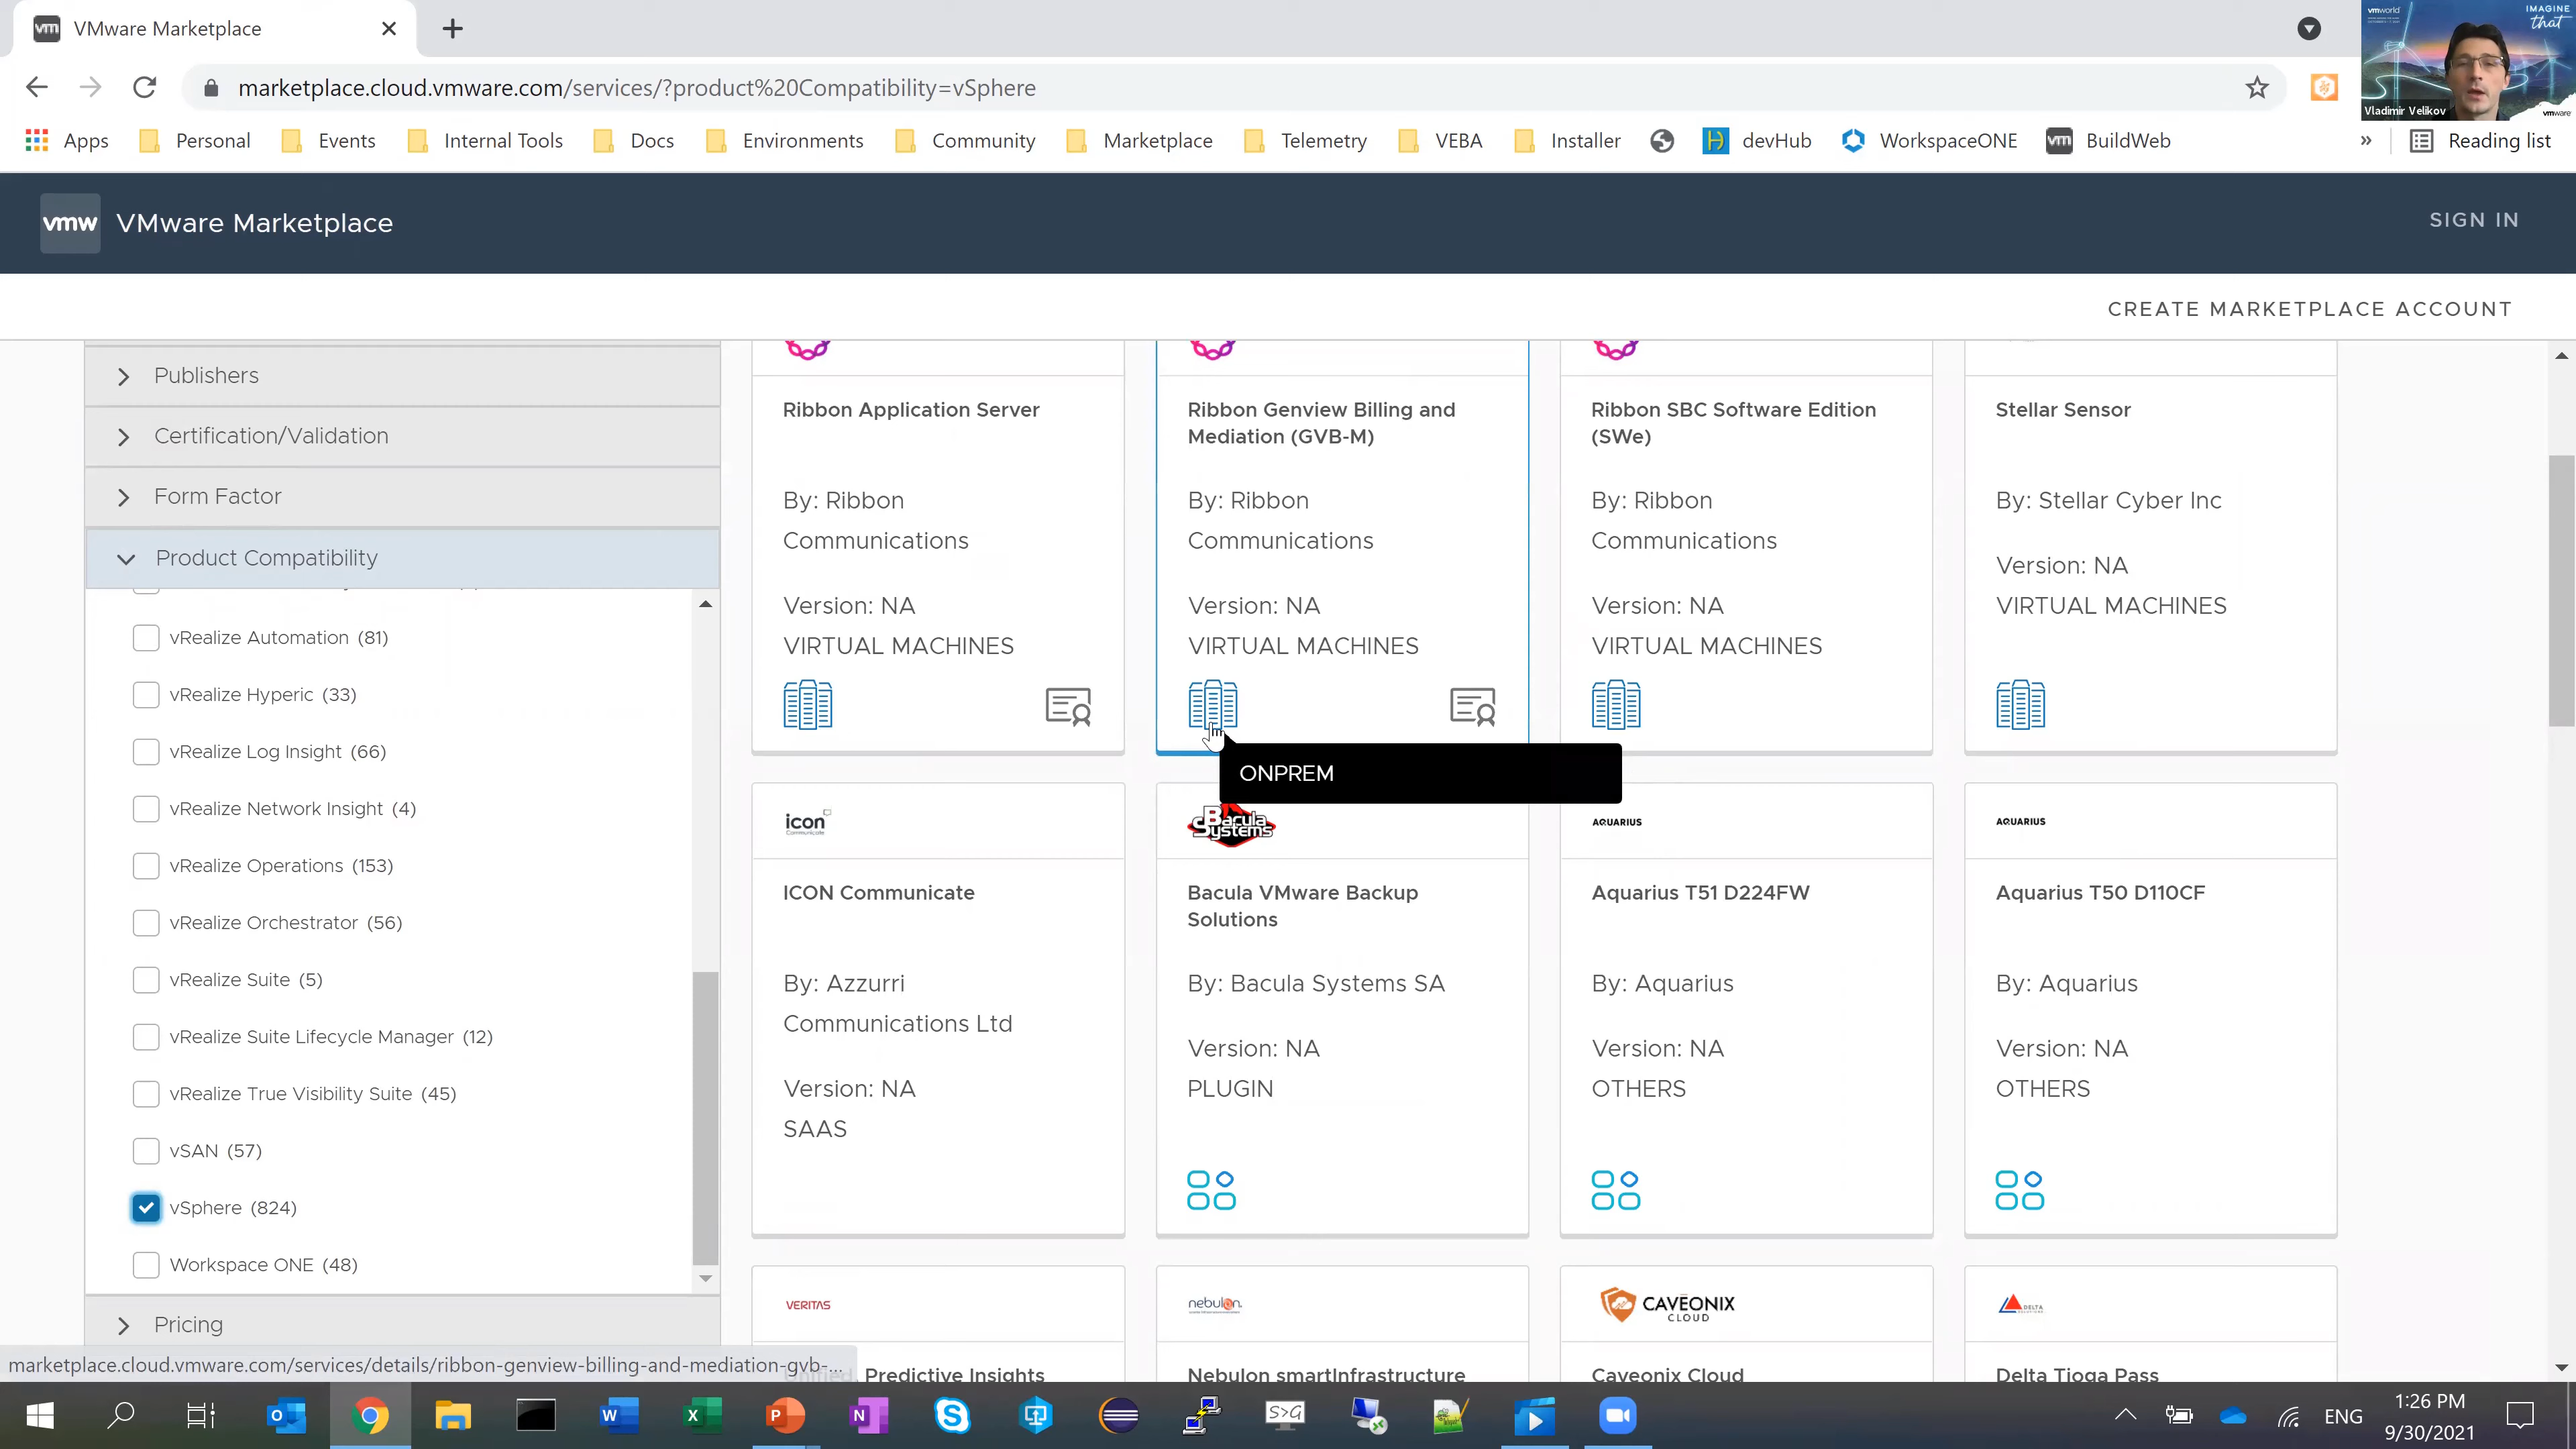 VMware Marketplace
vmworld
IMAGINE
that
Vladimir Velikov
vmware
marketplace.cloud.vmware.com/services/?product%20Compatibility=vSphere
Apps
Personal
Events
Internal Tools
Docs
Environments
Community
Marketplace
Telemetry
VEBA
Installer
devHub
WorkspaceONE
vm
BuildWeb
»
Reading list
vmw
VMware Marketplace
SIGN IN
CREATE MARKETPLACE ACCOUNT
Publishers
Certification/Validation
Form Factor
Product Compatibility
vRealize Automation (81)
vRealize Hyperic (33)
vRealize Log Insight (66)
vRealize Network Insight (4)
vRealize Operations (153)
vRealize Orchestrator (56)
vRealize Suite (5)
vRealize Suite Lifecycle Manager (12)
vRealize True Visibility Suite (45)
vSAN (57)
vSphere (824)
Workspace ONE (48)
Pricing
Ribbon Application Server
By: Ribbon
Communications
Version: NA
VIRTUAL MACHINES
Ribbon Genview Billing and
Mediation (GVB-M)
By: Ribbon
Communications
Version: NA
VIRTUAL MACHINES
ONPREM
Ribbon SBC Software Edition
(SWe)
By: Ribbon
Communications
Version: NA
VIRTUAL MACHINES
Stellar Sensor
By: Stellar Cyber Inc
Version: NA
VIRTUAL MACHINES
icon
Communicate
ICON Communicate
By: Azzurri
Communications Ltd
Version: NA
SAAS
Bacula
Systems
Bacula VMware Backup
Solutions
By: Bacula Systems SA
Version: NA
PLUGIN
AQUARIUS
Aquarius T51 D224FW
By: Aquarius
Version: NA
OTHERS
AQUARIUS
Aquarius T50 D110CF
By: Aquarius
Version: NA
OTHERS
VERITAS
Predictive Insights
nebulon
Nebulon smartInfrastructure
CAVEONIX
CLOUD
Caveonix Cloud
DELTA
Delta Tioga Pass
marketplace.cloud.vmware.com/services/details/ribbon-genview-billing-and-mediation-gvb-...
S>G
ENG
1:26 PM
9/30/2021